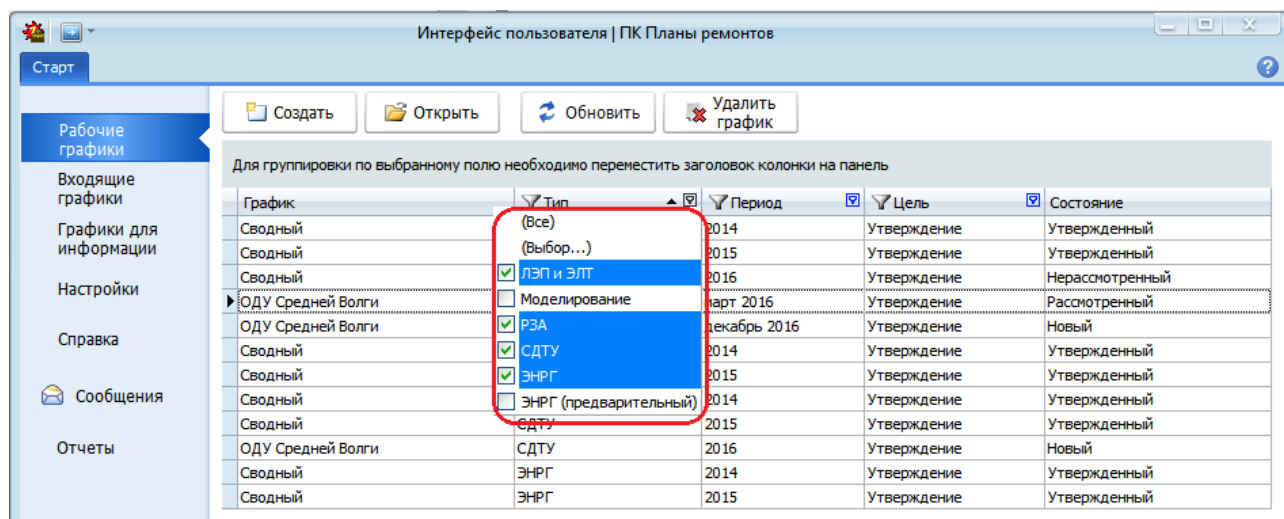 Интерфейс пользователя | ПК Планы ремонтов
Старт
Создать Открыть Обновить Удалить график
Рабочие
графики
Входящие
графики
Графики для
информации
Настройки
Справка
Сообщения
Отчеты
Для группировки по выбранному полю необходимо переместить заголовок колонки на панель
График Тип Период Цель Состояние
(Все)
(Выбор...)
ЛЭП и ЭЛТ
Моделирование
РЗА
СДТУ
ЭНРГ
ЭНРГ (предварительный)
Сводный 2014 Утверждение Утвержденный
Сводный 2015 Утверждение Утвержденный
Сводный 2016 Утверждение Нерассмотренный
ОДУ Средней Волги март 2016 Утверждение Рассмотренный
ОДУ Средней Волги декабрь 2016 Утверждение Новый
Сводный 2014 Утверждение Утвержденный
Сводный 2015 Утверждение Утвержденный
Сводный 2014 Утверждение Утвержденный
Сводный СДТУ 2015 Утверждение Утвержденный
ОДУ Средней Волги СДТУ 2016 Утверждение Новый
Сводный ЭНРГ 2014 Утверждение Утвержденный
Сводный ЭНРГ 2015 Утверждение Утвержденный